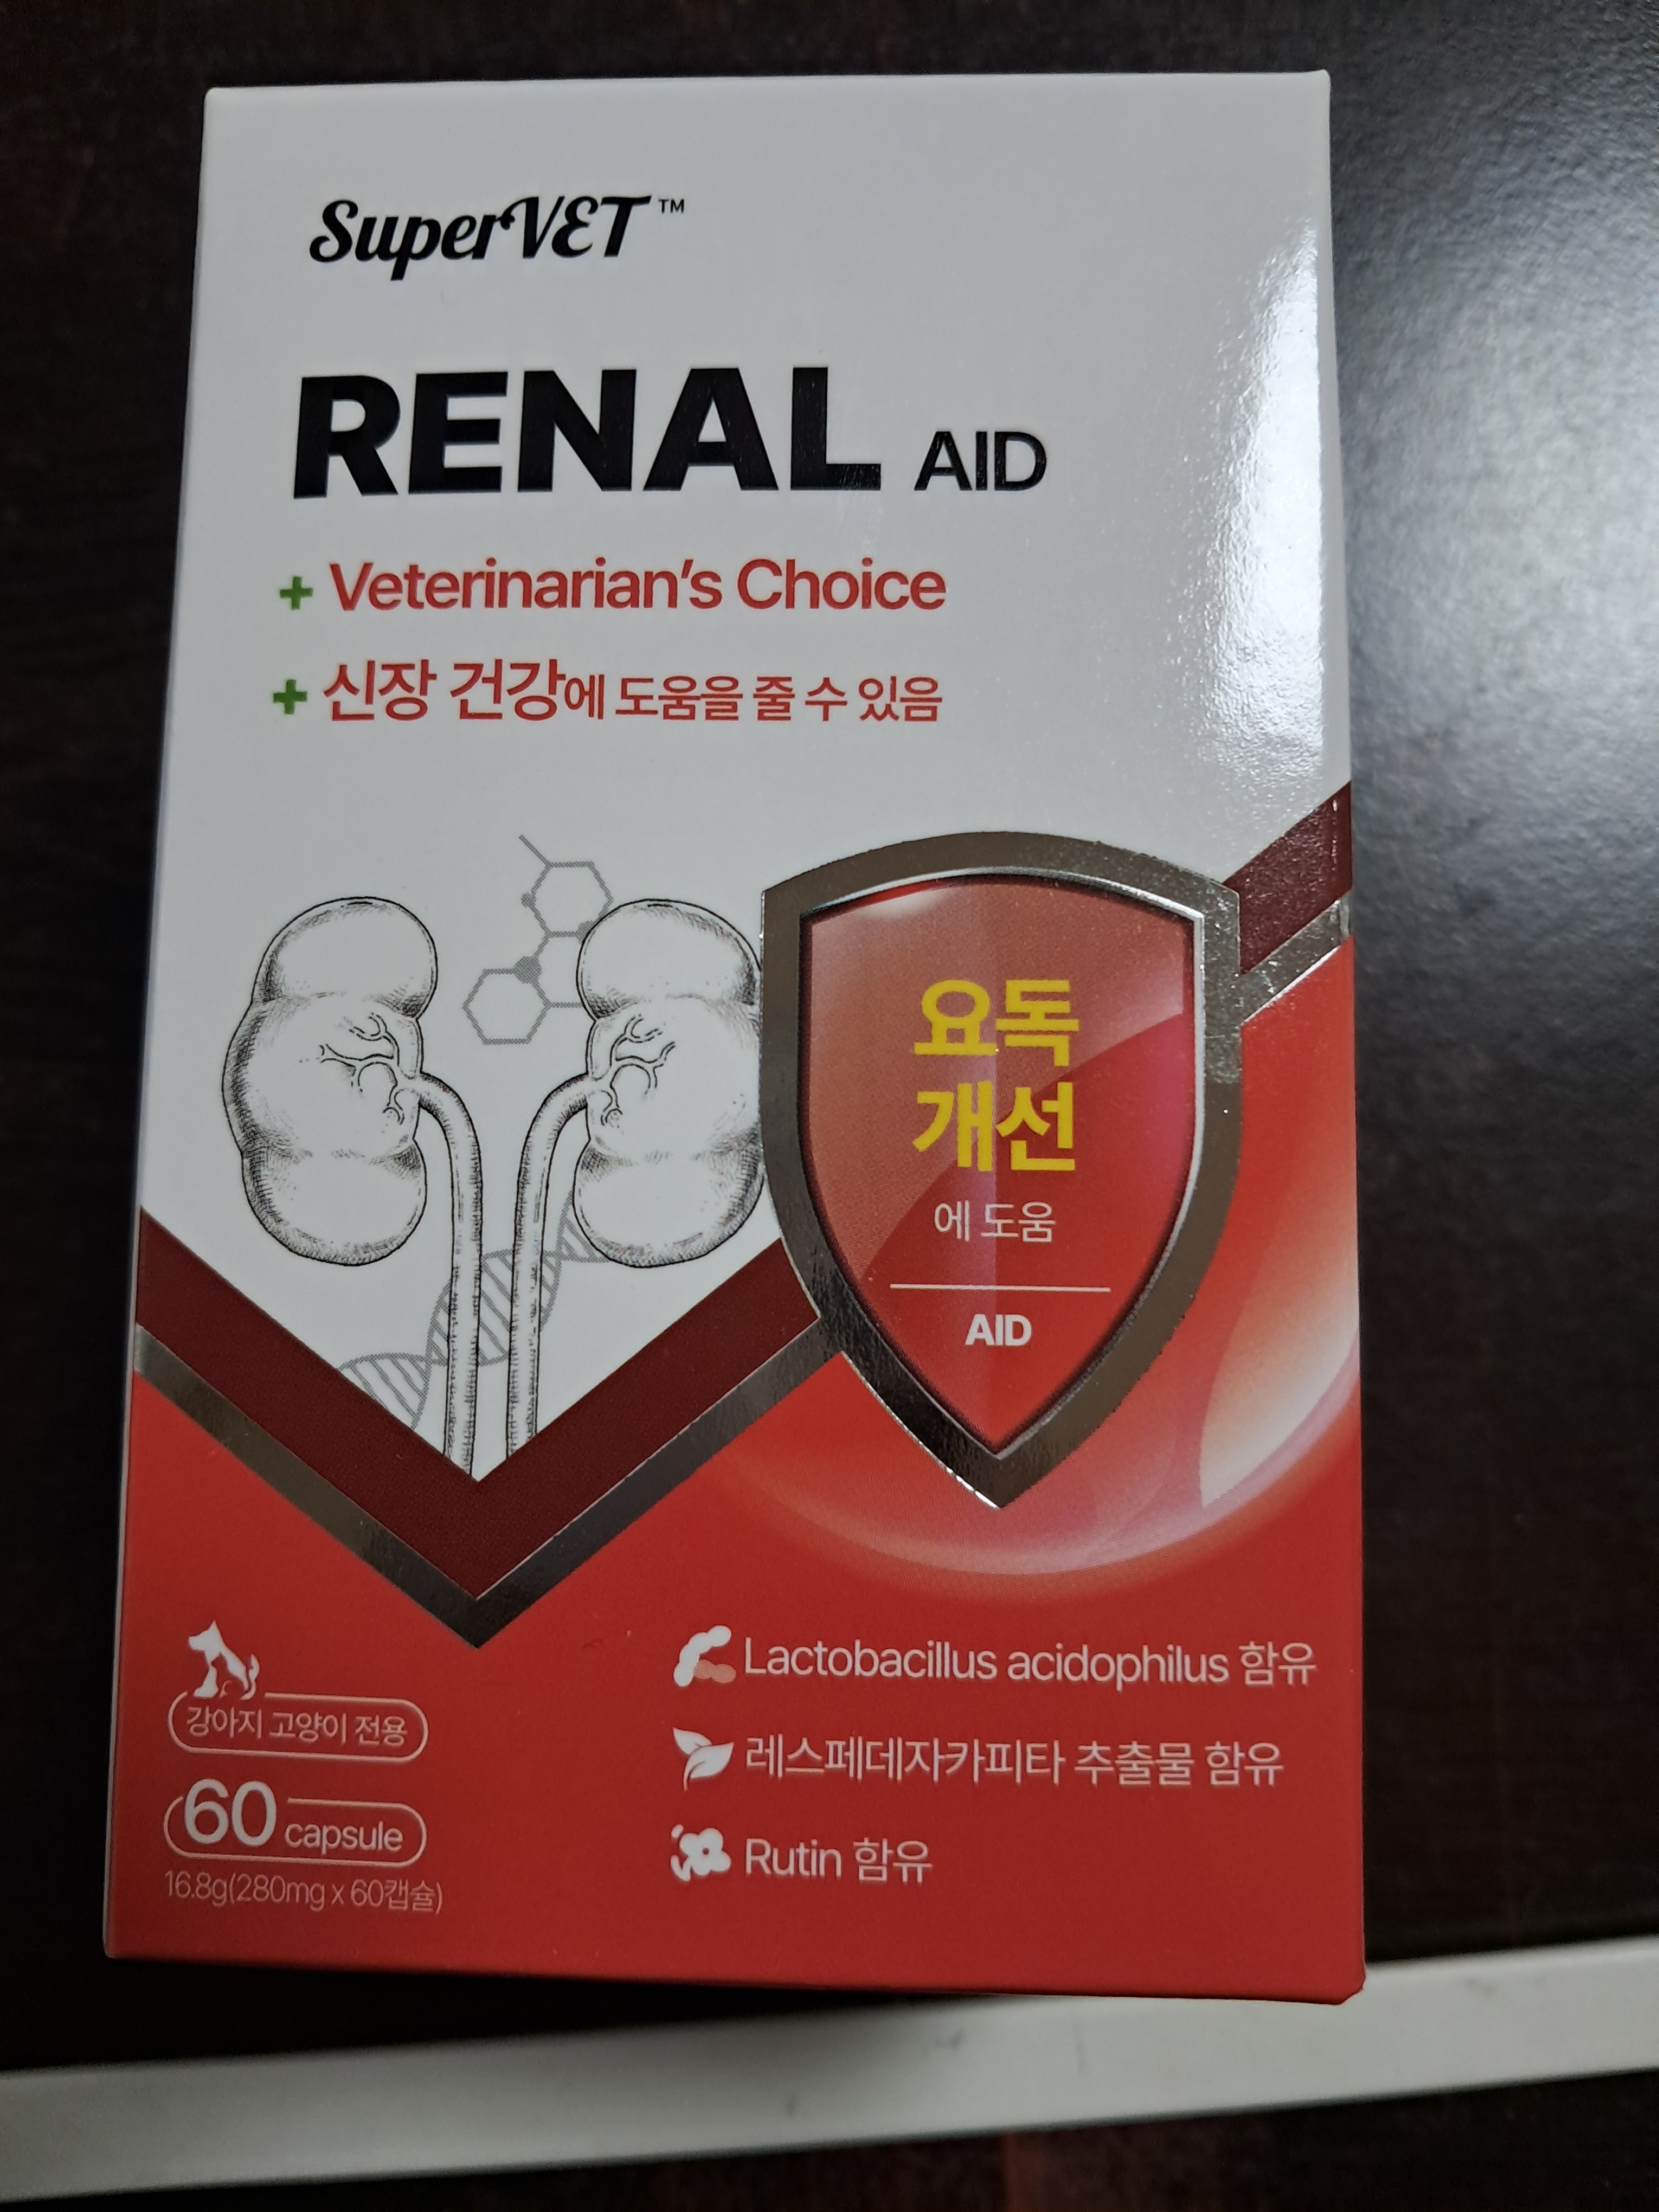 SuperVET™
RENAL AID
+ Veterinarian's Choice
+ 신장 건강에 도움을 줄 수 있음
요독
개선
에 도움
AID
강아지 고양이 전용
60 capsule
16.8g(280mg x 60캡슐)
Lactobacillus acidophilus 함유
레스페데자카피타 추출물 함유
Rutin 함유